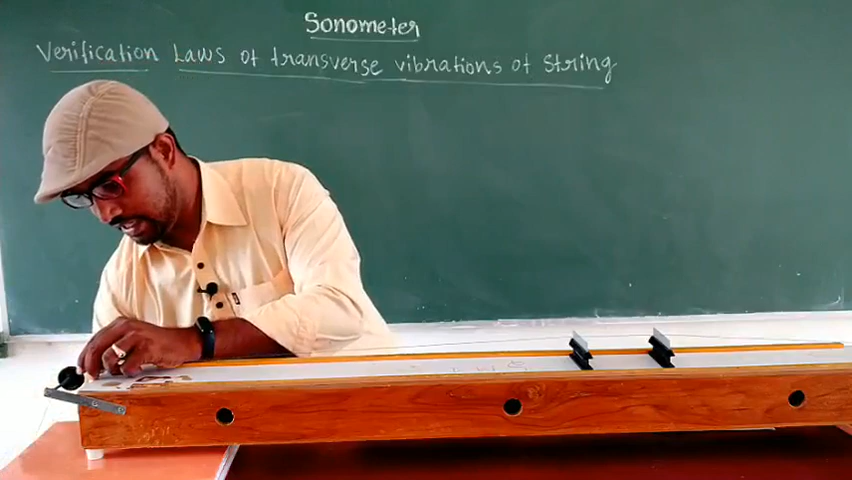 Sonometer
Verification Laws of transverse vibrations of string